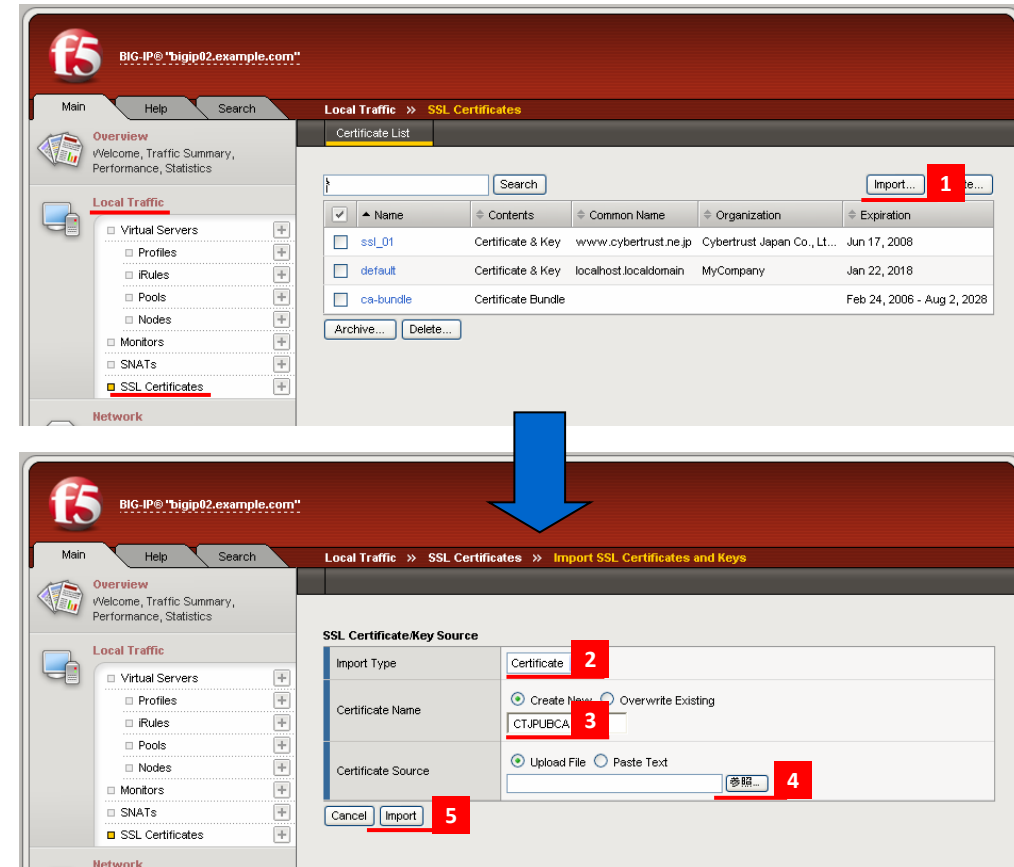 f5
BIG-IP® "bigip02.example.com"
Main
Help
Search
Local Traffic » SSL Certificates
Certificate List
Overview
Welcome, Traffic Summary,
Performance, Statistics
Local Traffic
Virtual Servers
Profiles
iRules
Pools
Nodes
Monitors
SNATs
SSL Certificates
Network
* Search
Import... 1
Name Contents Common Name Organization Expiration
ssl_01 Certificate & Key www.cybertrust.ne.jp Cybertrust Japan Co., Lt... Jun 17, 2008
default Certificate & Key localhost.localdomain MyCompany Jan 22, 2018
ca-bundle Certificate Bundle Feb 24, 2006 - Aug 2, 2028
Archive... Delete...
f5
BIG-IP® "bigip02.example.com"
Main
Help
Search
Local Traffic » SSL Certificates » Import SSL Certificates and Keys
Overview
Welcome, Traffic Summary,
Performance, Statistics
Local Traffic
Virtual Servers
Profiles
iRules
Pools
Nodes
Monitors
SNATs
SSL Certificates
Network
SSL Certificate/Key Source
Import Type Certificate 2
Certificate Name Create New Overwrite Existing
CTJPUBCA 3
Certificate Source Upload File Paste Text
参照... 4
Cancel Import 5